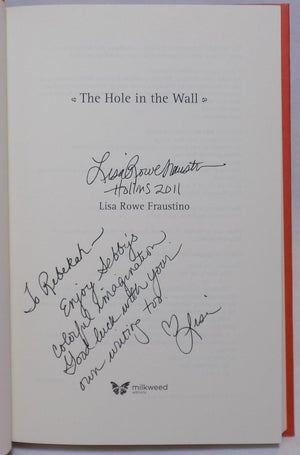 The Hole in the Wall
Lisa Rowe Fraustino
Hollins 2011
Lisa Rowe Fraustino
To Rebekah—
Enjoy Sebby's
colorful imagination
Good luck with your
own writing too
♡ Lisi
milkweed
editions